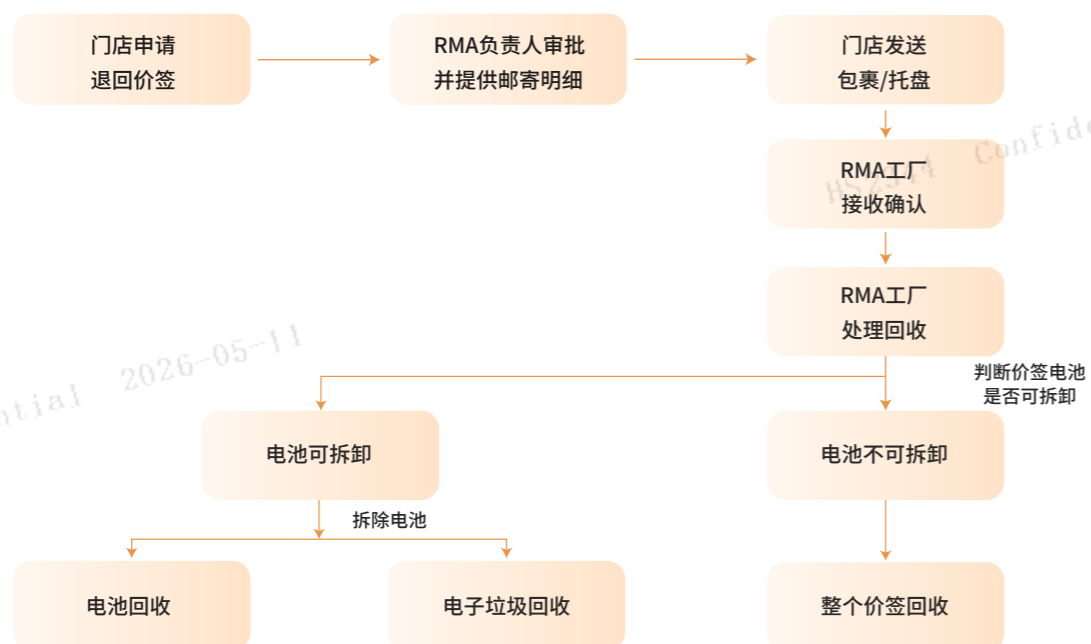 门店申请
退回价签
RMA负责人审批
并提供邮寄明细
门店发送
包裹/托盘
RMA工厂
接收确认
RMA工厂
处理回收
判断价签电池
是否可拆卸
电池可拆卸
电池不可拆卸
拆除电池
电池回收
电子垃圾回收
整个价签回收
HS2344 Confide
ntial 2026-05-11